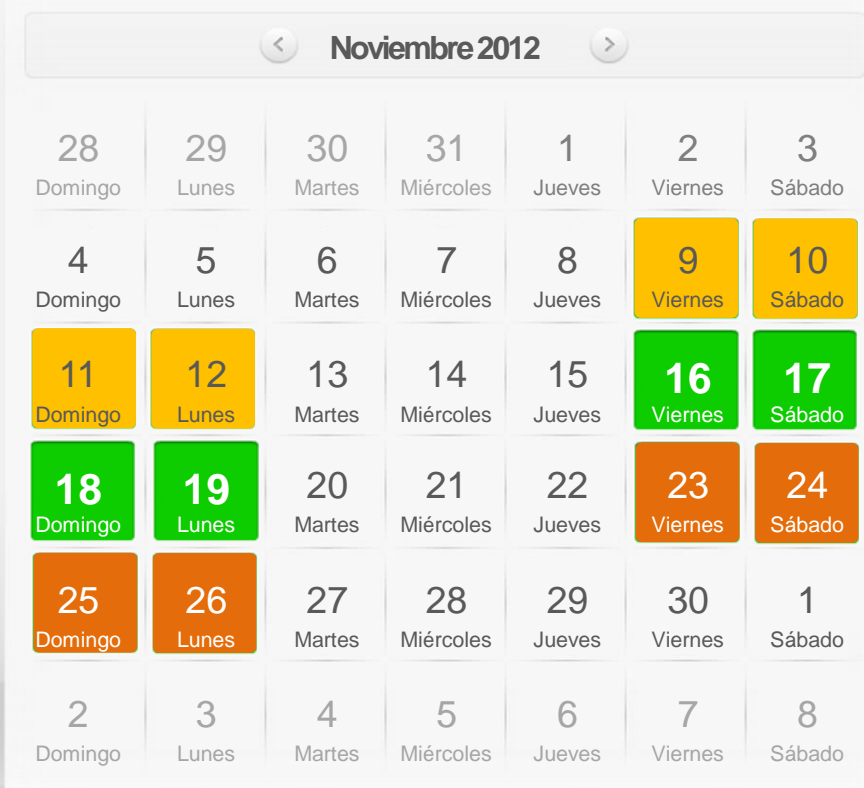 Noviembre 2012
28 29 30 31 1 2 3
Domingo Lunes Martes Miércoles Jueves Viernes Sábado
4 5 6 7 8 9 10
Domingo Lunes Martes Miércoles Jueves Viernes Sábado
11 12 13 14 15 16 17
Domingo Lunes Martes Miércoles Jueves Viernes Sábado
18 19 20 21 22 23 24
Domingo Lunes Martes Miércoles Jueves Viernes Sábado
25 26 27 28 29 30 1
Domingo Lunes Martes Miércoles Jueves Viernes Sábado
2 3 4 5 6 7 8
Domingo Lunes Martes Miércoles Jueves Viernes Sábado